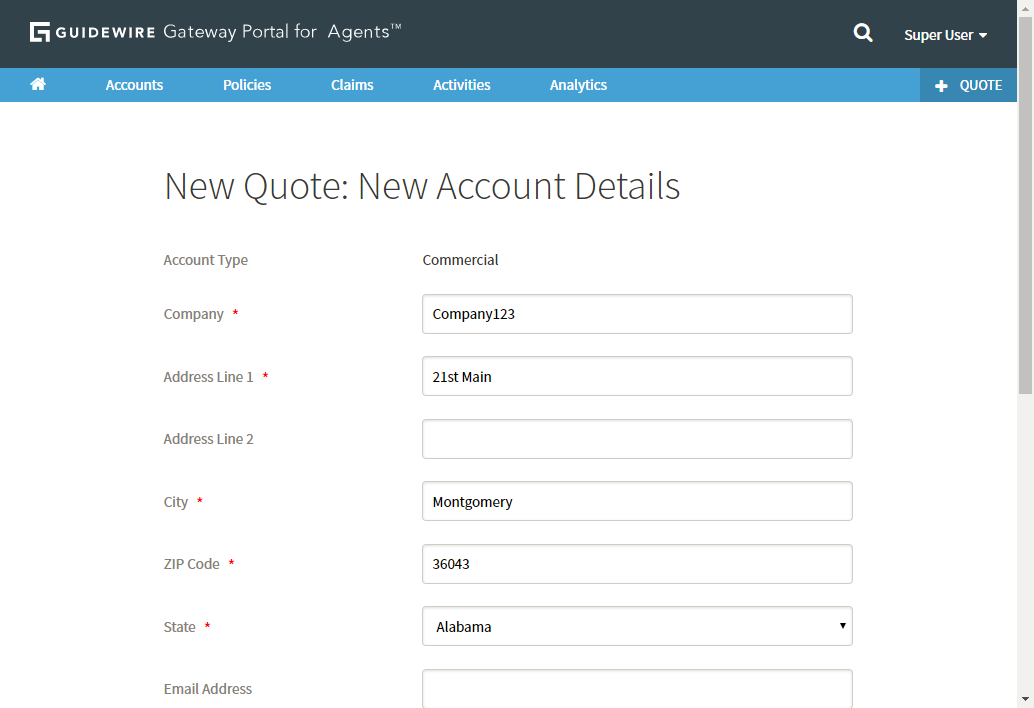 GUIDEWIRE Gateway Portal for Agents™
Super User
Accounts Policies Claims Activities Analytics
QUOTE
New Quote: New Account Details
Account Type Commercial
Company * Company123
Address Line 1 * 21st Main
Address Line 2
City * Montgomery
ZIP Code * 36043
State * Alabama
Email Address